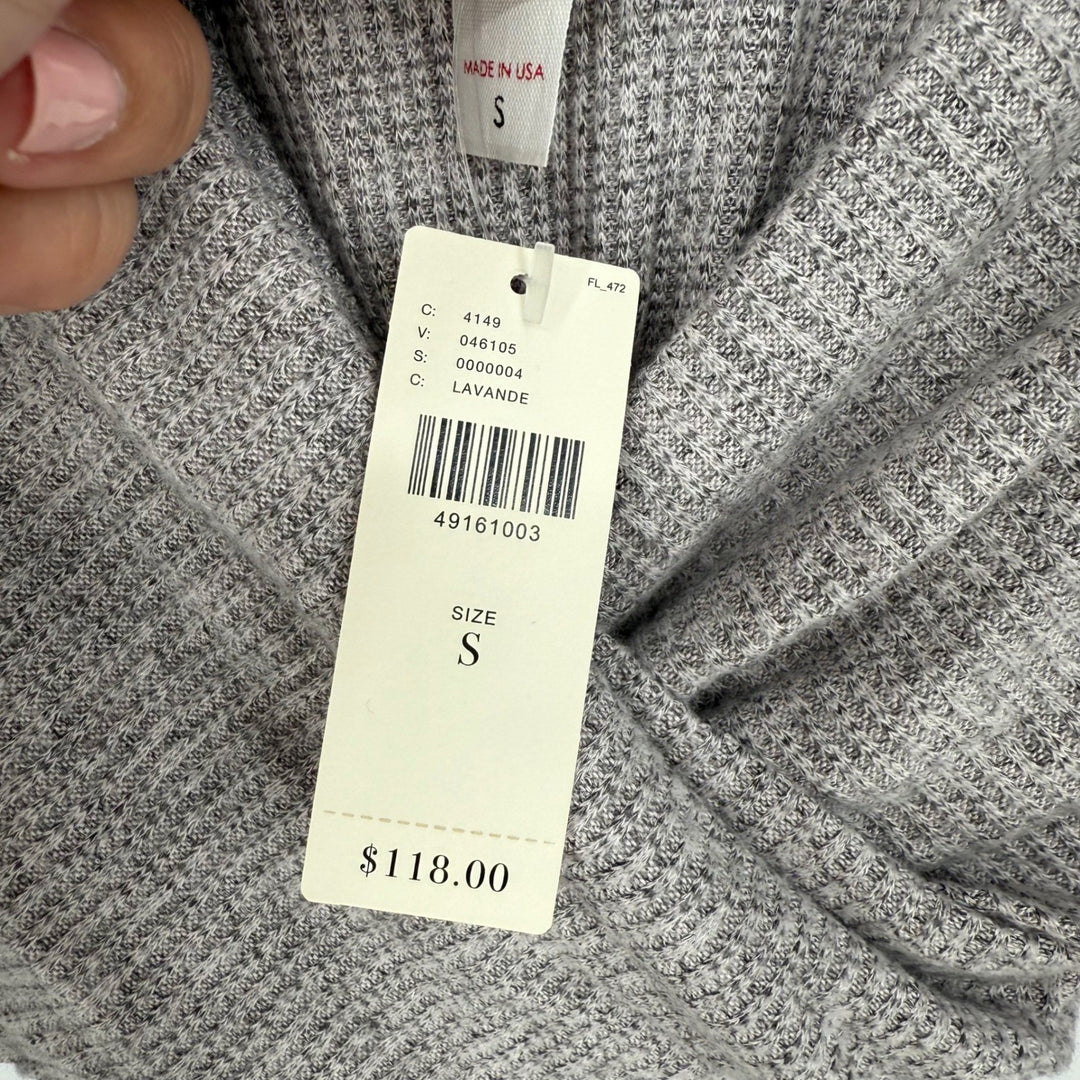 MADE IN USA
S
FL_472
C: 4149
V: 046105
S: 0000004
C: LAVANDE
49161003
SIZE
S
$118.00